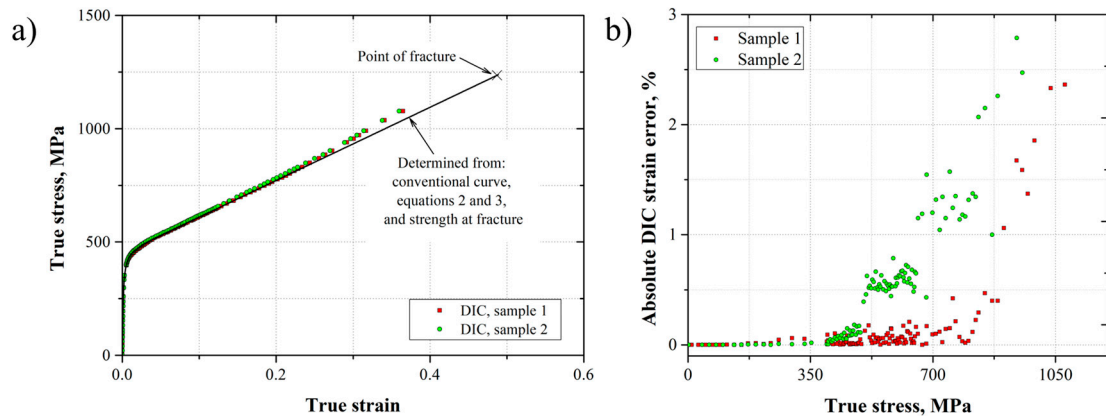 a)
1500
1000
500
0
0.0
0.2
0.4
0.6
True stress, MPa
True strain
Point of fracture
Determined from:
conventional curve,
equations 2 and 3,
and strength at fracture
DIC, sample 1
DIC, sample 2
b)
3
2
1
0
0
350
700
1050
Absolute DIC strain error, %
True stress, MPa
Sample 1
Sample 2